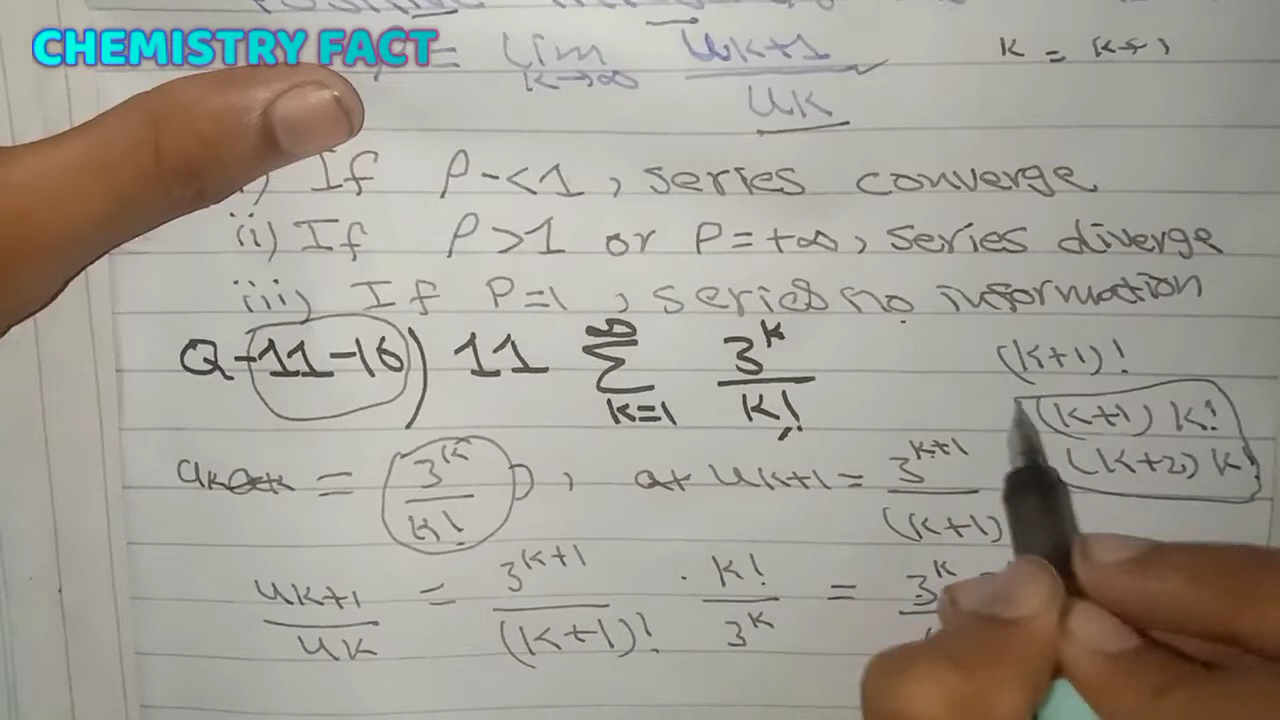 CHEMISTRY FACT
= lim k→∞ uk+1 / uk
k = k+1
If ρ < 1, series converge
ii) If ρ > 1 or ρ = +∞, series diverge
iii) If ρ = 1, series no information
Q-11-16) 11 ∞ Σ k=1 3^k / k!
(k+1)!
(k+1) k!
(k+2) k!
= 3^k / k! , at uk+1 = 3^k+1 / (k+1)
uk+1 / uk = 3^k+1 / (k+1)! · k! / 3^k = 3^k